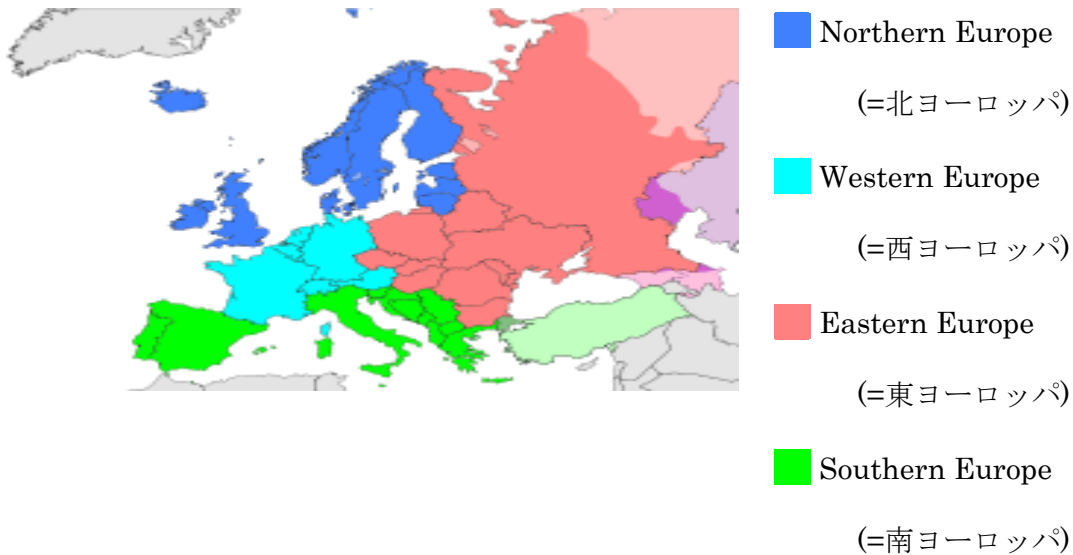 Northern Europe
(=北ヨーロッパ)
Western Europe
(=西ヨーロッパ)
Eastern Europe
(=東ヨーロッパ)
Southern Europe
(=南ヨーロッパ)